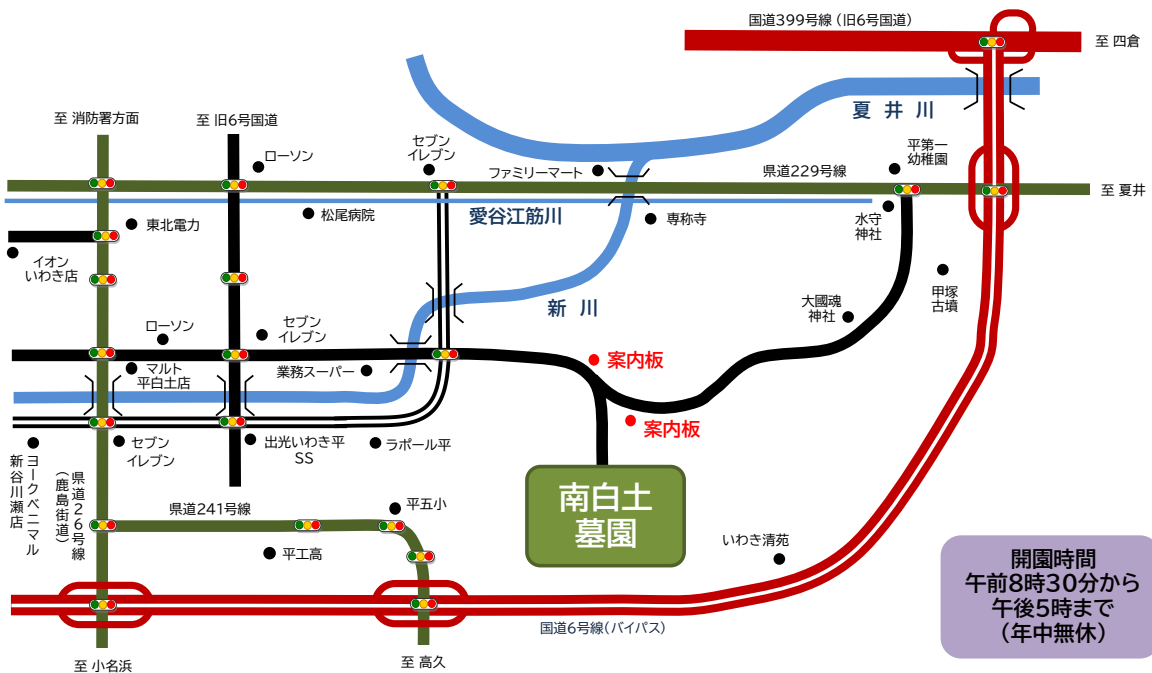 国道399号線（旧6号国道）
至 四倉
夏 井 川
至 消防署方面
至 旧6号国道
ローソン
セブン
イレブン
ファミリーマート
県道229号線
平第一
幼稚園
至 夏井
東北電力
松尾病院
愛谷江筋川
専称寺
水守
神社
イオン
いわき店
新 川
大國魂
神社
甲塚
古墳
ローソン
セブン
イレブン
マルト
平白土店
業務スーパー
案内板
案内板
セブン
イレブン
出光いわき平
SS
ラポール平
ヨークベニマル
新谷川瀬店
県道26号線
（鹿島街道）
県道241号線
平五小
平工高
南白土
墓園
いわき清苑
開園時間
午前8時30分から
午後5時まで
（年中無休）
国道6号線（バイパス）
至 小名浜
至 高久